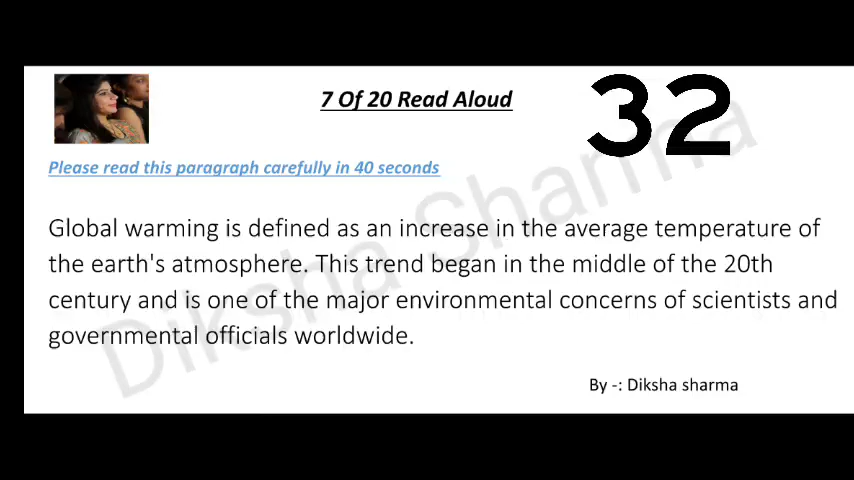 7 Of 20 Read Aloud
32
Please read this paragraph carefully in 40 seconds
Global warming is defined as an increase in the average temperature of
the earth's atmosphere. This trend began in the middle of the 20th
century and is one of the major environmental concerns of scientists and
governmental officials worldwide.
By -: Diksha sharma
Diksha Sharma